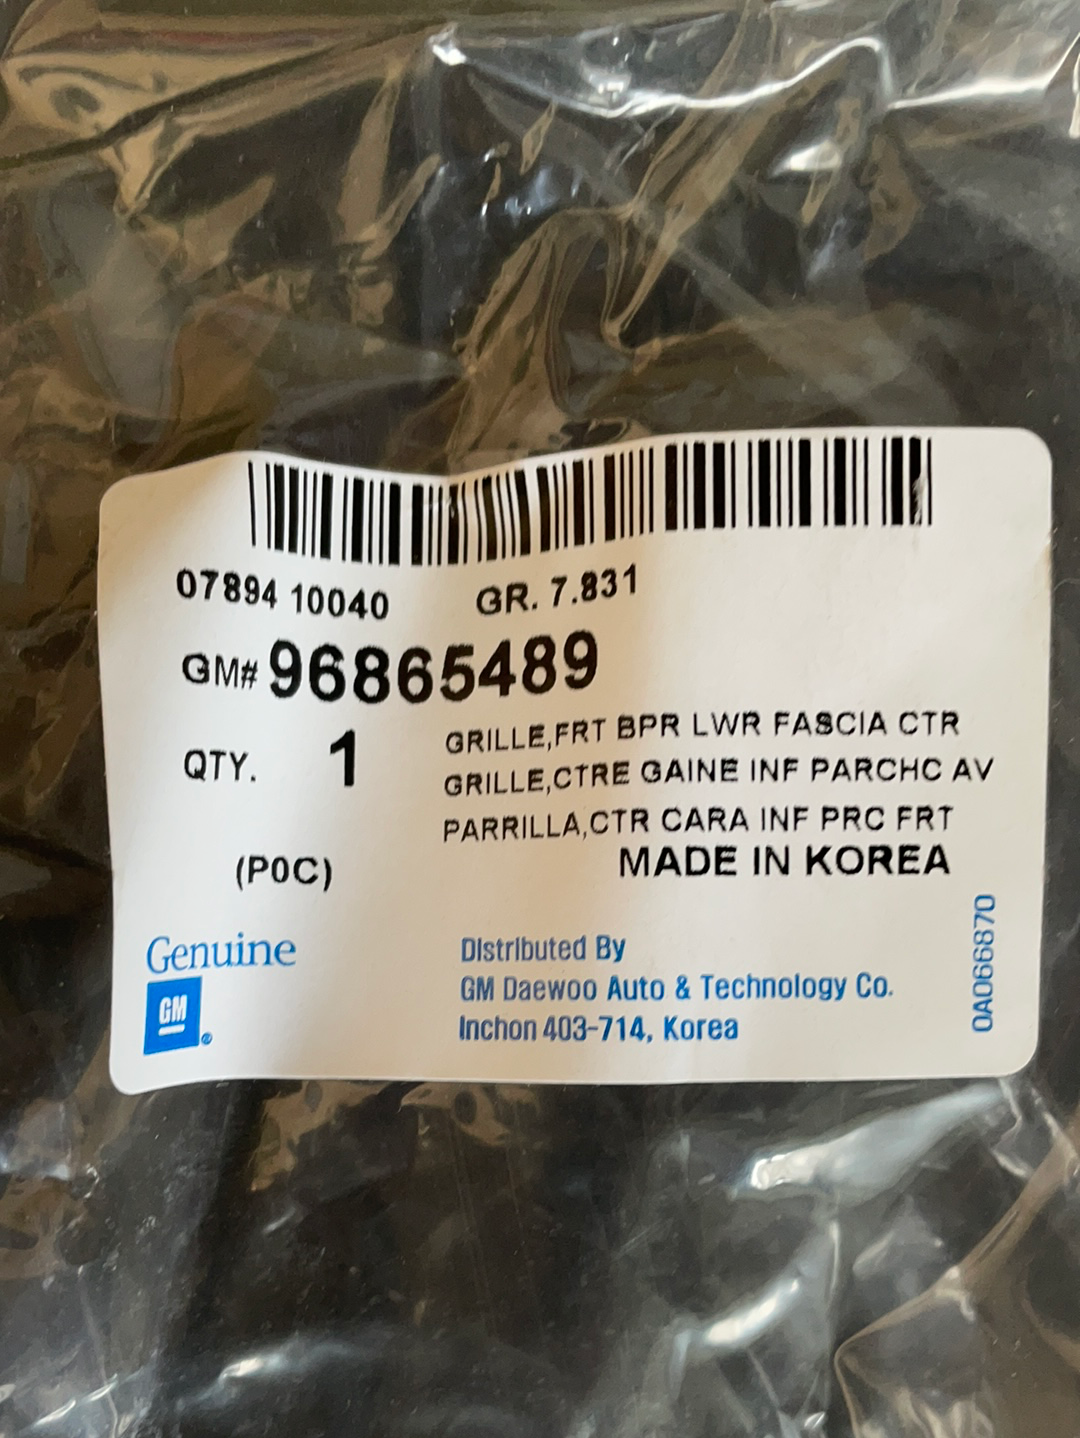 07894 10040 GR. 7.831
GM# 96865489
QTY. 1
GRILLE,FRT BPR LWR FASCIA CTR
GRILLE,CTRE GAINE INF PARCHC AV
PARRILLA,CTR CARA INF PRC FRT
(P0C) MADE IN KOREA
Genuine
GM
®
Distributed By
GM Daewoo Auto & Technology Co.
Inchon 403-714, Korea
0A066870